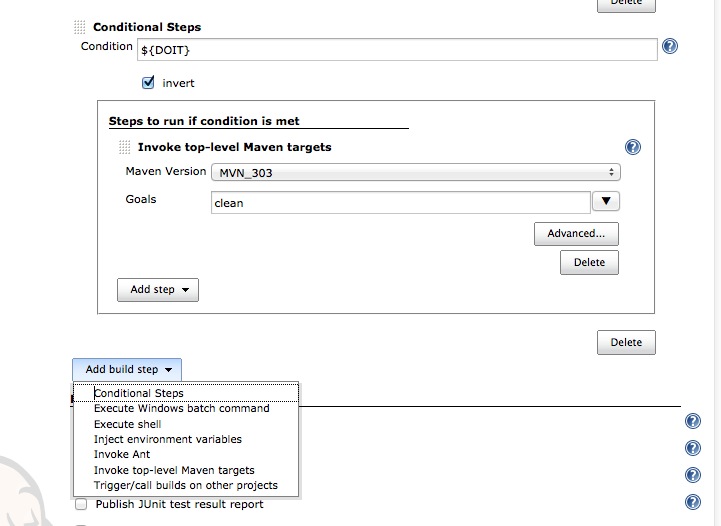 Delete
Conditional Steps
Condition ${DOIT}
invert
Steps to run if condition is met
Invoke top-level Maven targets
Maven Version MVN_303
Goals clean
Advanced...
Delete
Add step
Delete
Add build step
Conditional Steps
Execute Windows batch command
Execute shell
Inject environment variables
Invoke Ant
Invoke top-level Maven targets
Trigger/call builds on other projects
Publish JUnit test result report